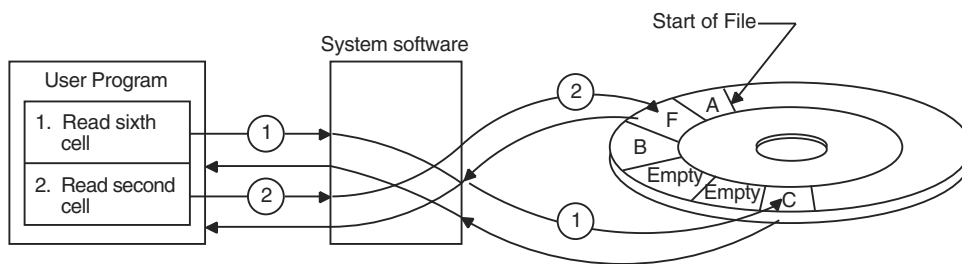 Start of File
System software
User Program
1. Read sixth
cell
2. Read second
cell
1
2
2
1
A
F
B
Empty
Empty
C